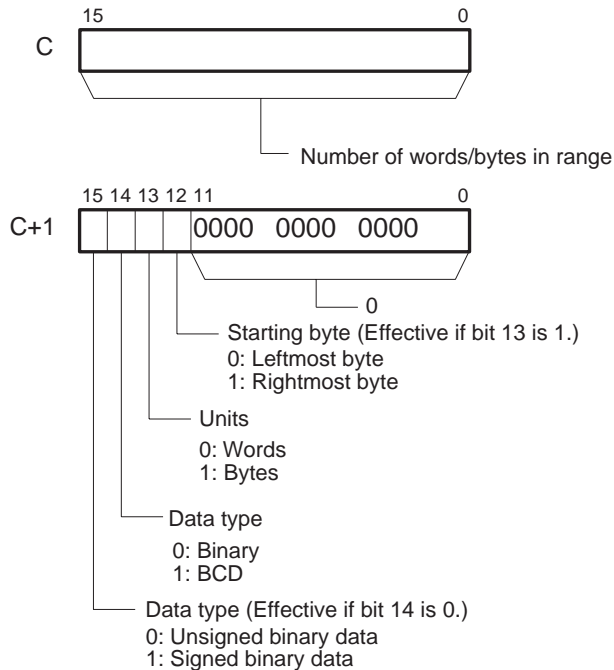 15 0
C
Number of words/bytes in range
15 14 13 12 11 0
C+1 0000 0000 0000
0
Starting byte (Effective if bit 13 is 1.)
0: Leftmost byte
1: Rightmost byte
Units
0: Words
1: Bytes
Data type
0: Binary
1: BCD
Data type (Effective if bit 14 is 0.)
0: Unsigned binary data
1: Signed binary data